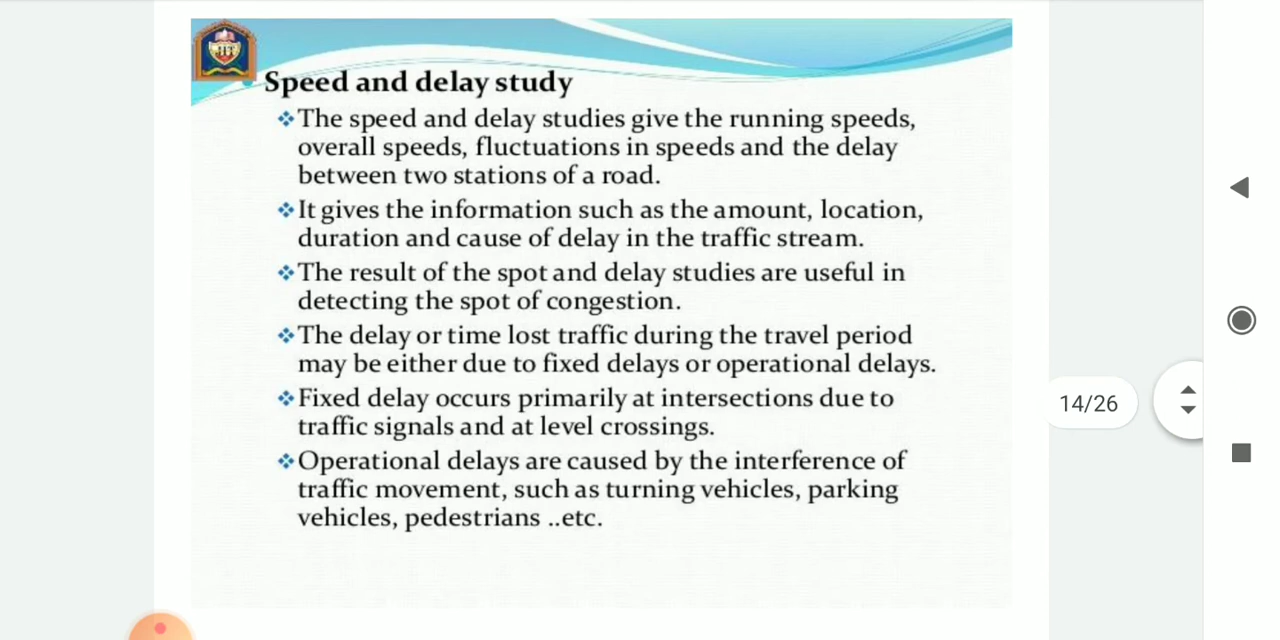 Speed and delay study
The speed and delay studies give the running speeds,
overall speeds, fluctuations in speeds and the delay
between two stations of a road.
It gives the information such as the amount, location,
duration and cause of delay in the traffic stream.
The result of the spot and delay studies are useful in
detecting the spot of congestion.
The delay or time lost traffic during the travel period
may be either due to fixed delays or operational delays.
Fixed delay occurs primarily at intersections due to
traffic signals and at level crossings.
Operational delays are caused by the interference of
traffic movement, such as turning vehicles, parking
vehicles, pedestrians ..etc.
14/26